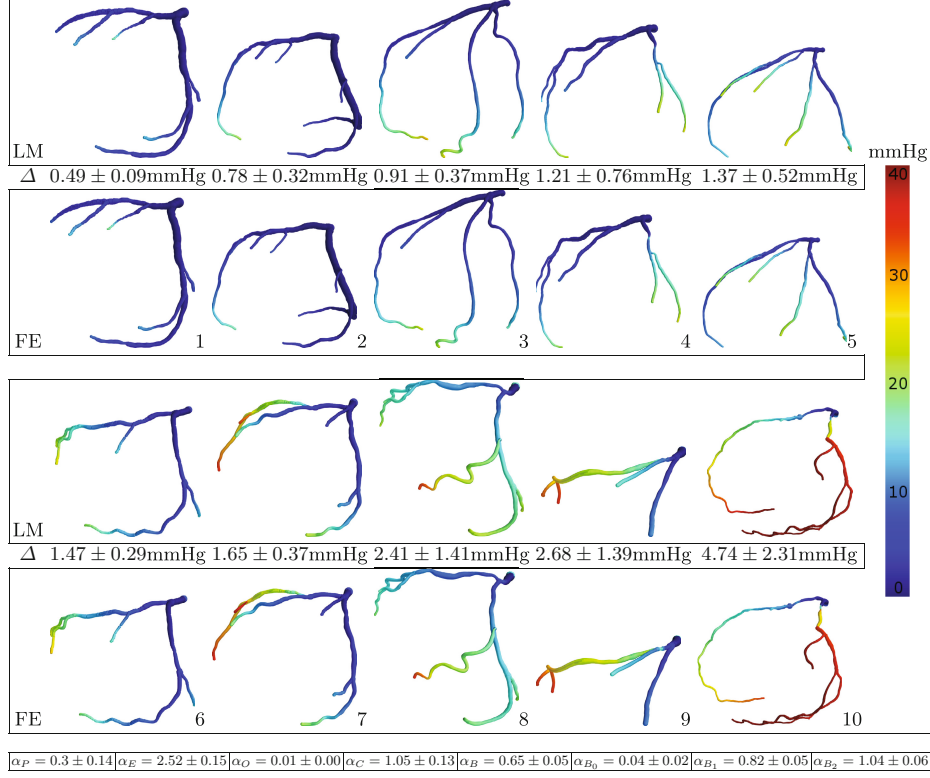 LM
mmHg
Δ 0.49 ± 0.09mmHg 0.78 ± 0.32mmHg 0.91 ± 0.37mmHg 1.21 ± 0.76mmHg 1.37 ± 0.52mmHg
40
30
20
10
0
FE 1 2 3 4 5
LM
Δ 1.47 ± 0.29mmHg 1.65 ± 0.37mmHg 2.41 ± 1.41mmHg 2.68 ± 1.39mmHg 4.74 ± 2.31mmHg
FE 6 7 8 9 10
α_P = 0.3 ± 0.14 α_E = 2.52 ± 0.15 α_O = 0.01 ± 0.00 α_C = 1.05 ± 0.13 α_B = 0.65 ± 0.05 α_B₀ = 0.04 ± 0.02 α_B₁ = 0.82 ± 0.05 α_B₂ = 1.04 ± 0.06